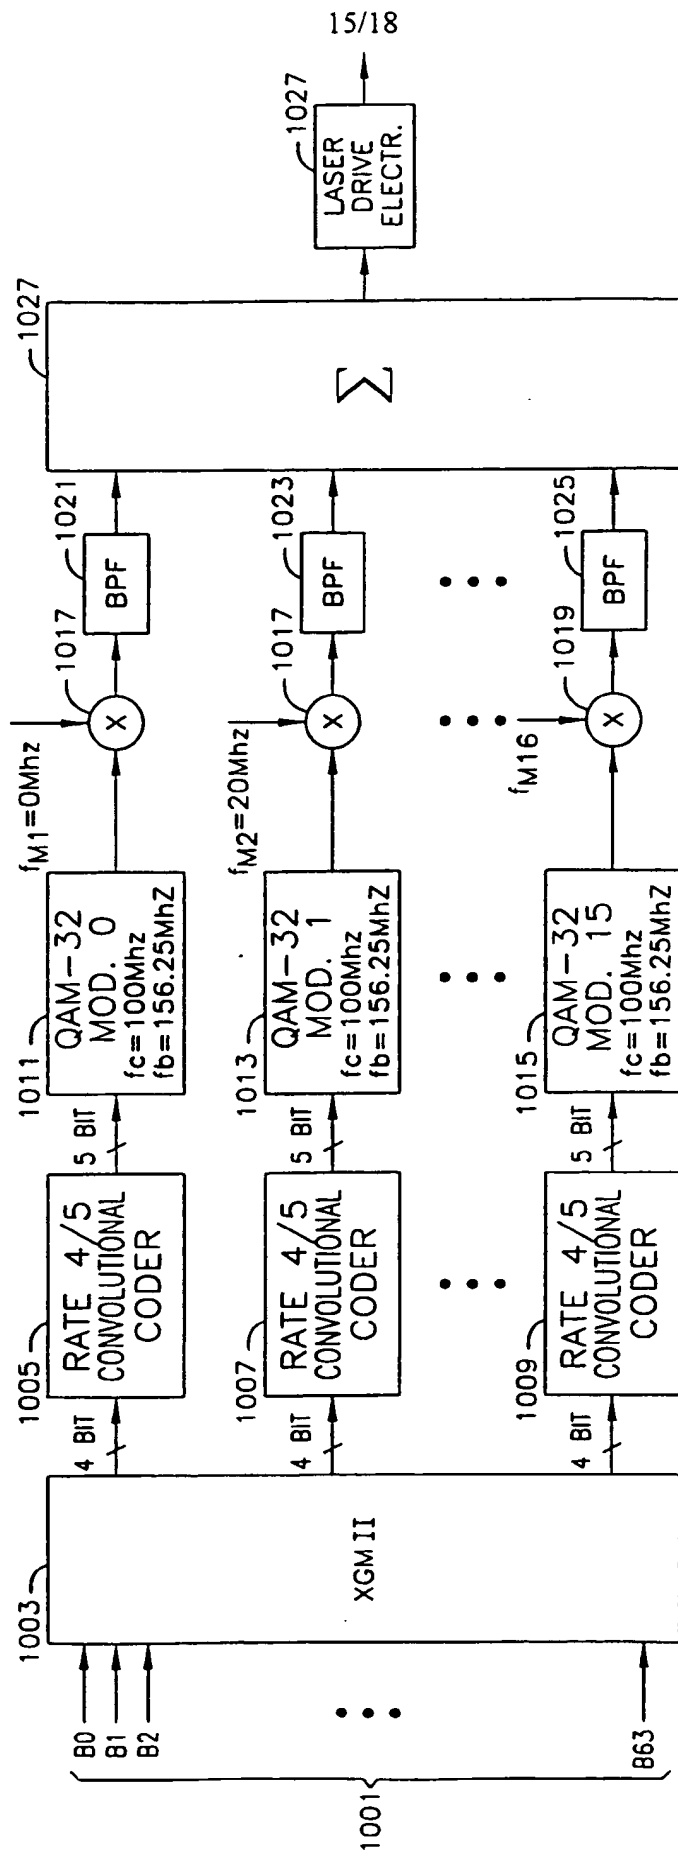 15/18
B0
B1
B2
B63
1001
1003
XGM II
4 BIT
1005
RATE 4/5
CONVOLUTIONAL
CODER
5 BIT
1011
QAM-32
MOD. 0
fc=100Mhz
fb=156.25MhZ
fM1=0Mhz
1017
X
1021
BPF
4 BIT
1007
RATE 4/5
CONVOLUTIONAL
CODER
5 BIT
1013
QAM-32
MOD. 1
fc=100Mhz
fb=156.25MhZ
fM2=20Mhz
1017
X
1023
BPF
4 BIT
1009
RATE 4/5
CONVOLUTIONAL
CODER
5 BIT
1015
QAM-32
MOD. 15
fc=100Mhz
fb=156.25MhZ
fM16
1019
X
1025
BPF
1027
Σ
1027
LASER
DRIVE
ELECTR.